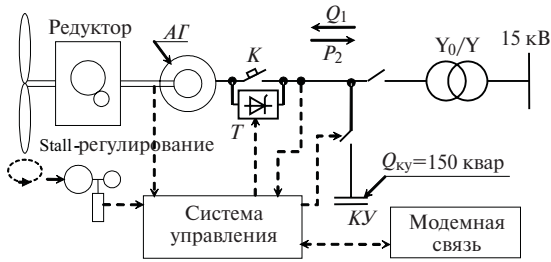 Редуктор
АГ
K
Q₁
P₂
Y₀/Y
15 кВ
T
Stall-регулирование
Qку=150 квар
КУ
Система
управления
Модемная
связь